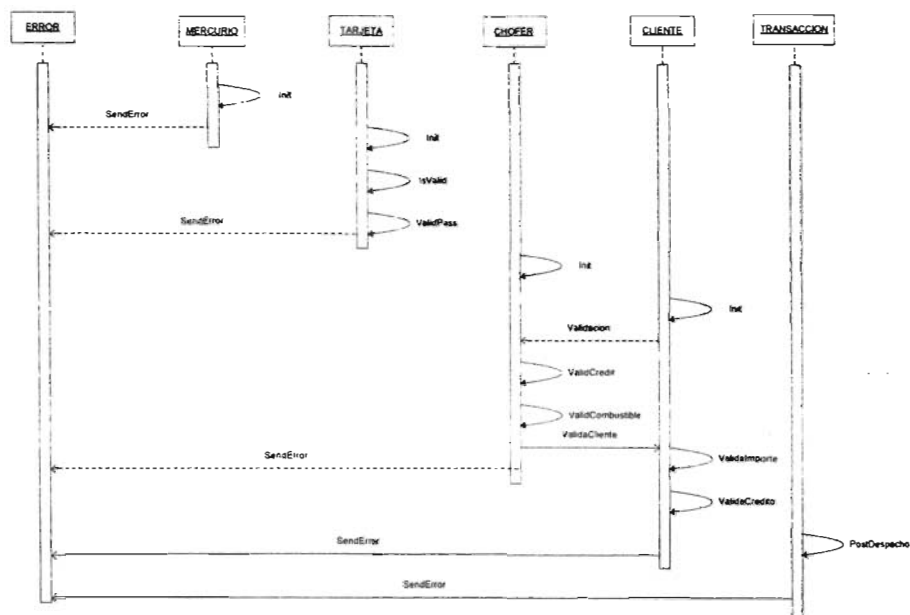 ERROR
MERCURIO
TARJETA
CHOFER
CLIENTE
TRANSACCION
Init
SendError
Init
IsValid
ValidPass
SendError
Init
Init
Validacion
ValidCredit
ValidCombustible
ValidaCliente
SendError
ValidaImporte
ValidaCredito
PostDespacho
SendError
SendError